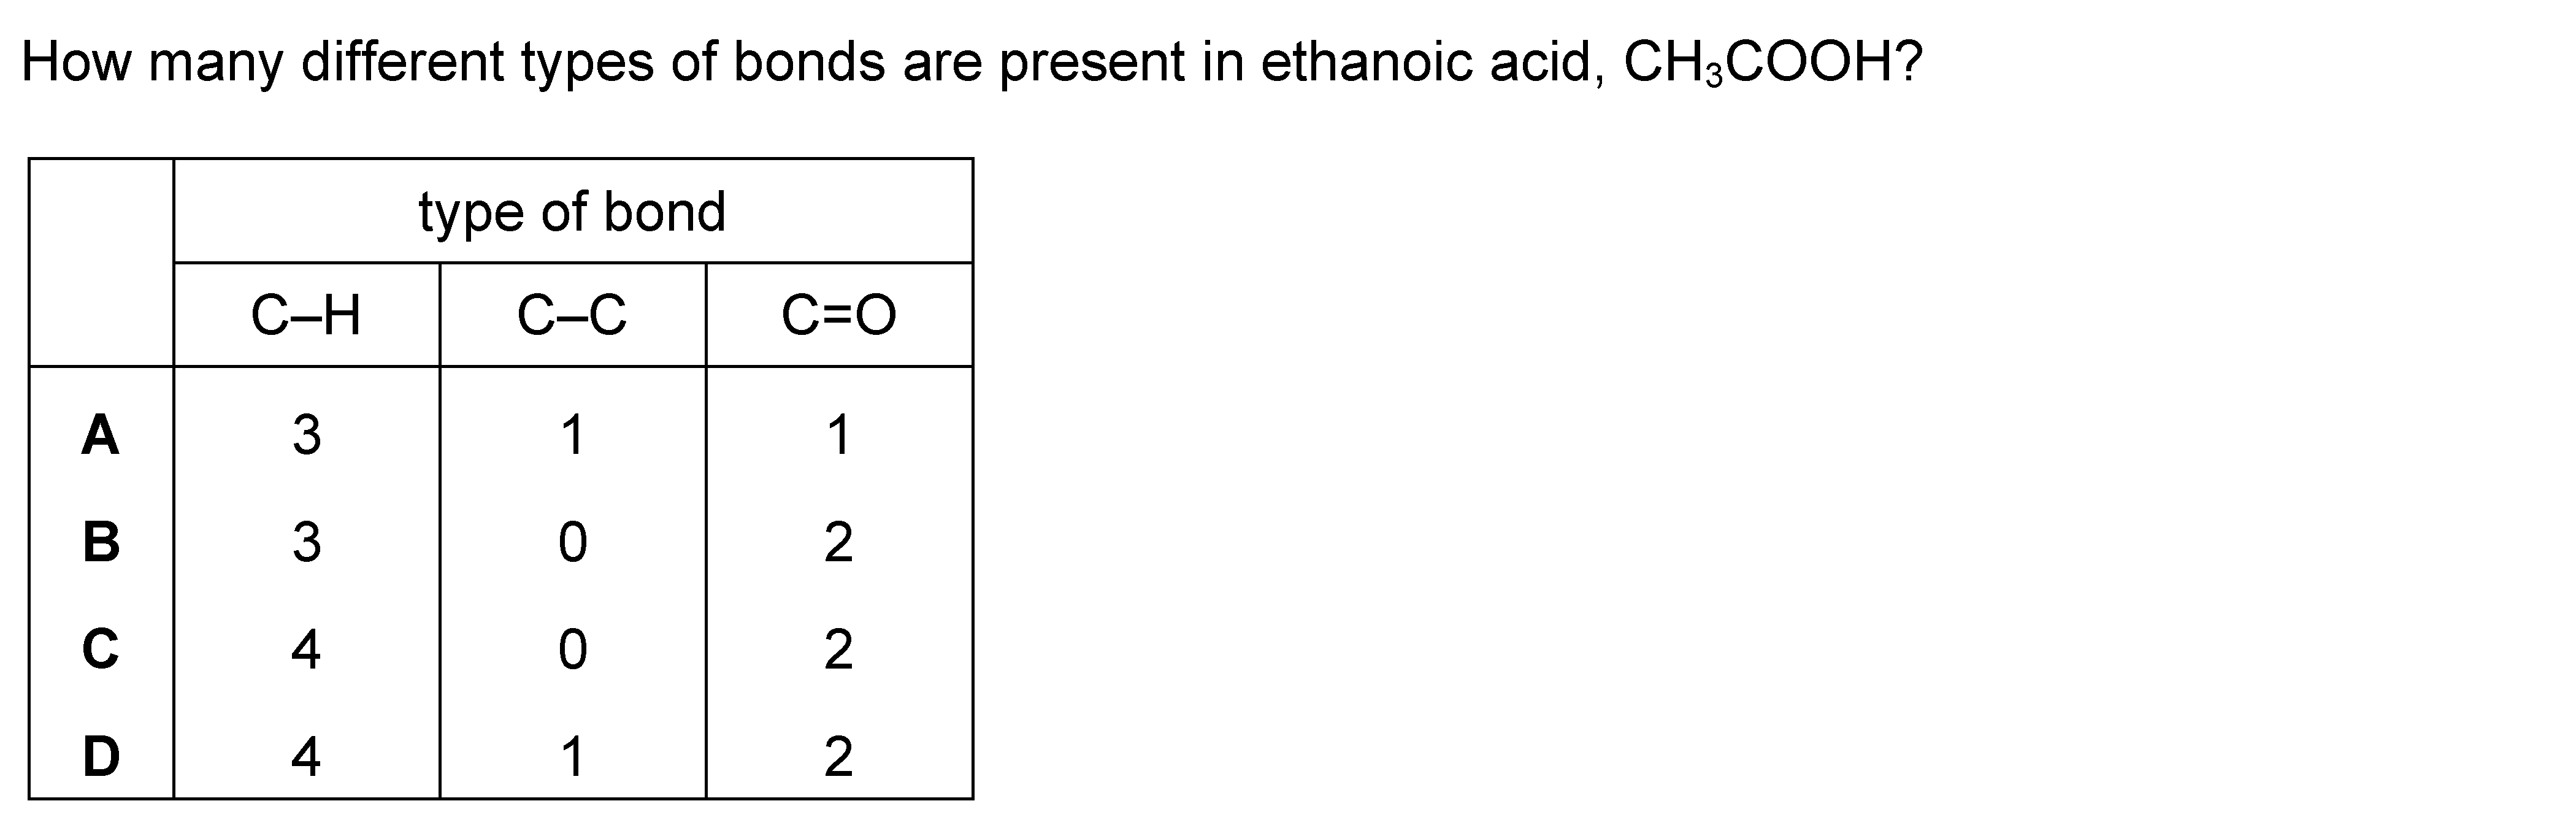 How many different types of bonds are present in ethanoic acid, CH₃COOH?
type of bond
C–H C–C C=O
A 3 1 1
B 3 0 2
C 4 0 2
D 4 1 2